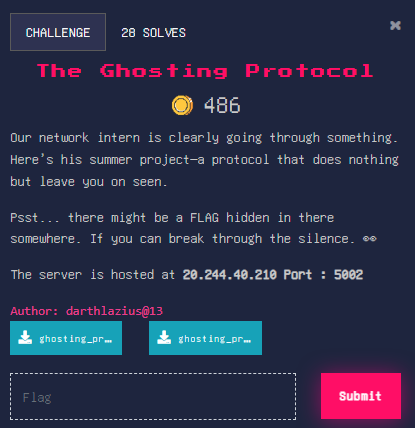 CHALLENGE 28 SOLVES
The Ghosting Protocol
486
Our network intern is clearly going through something.
Here's his summer project—a protocol that does nothing
but leave you on seen.
Psst... there might be a FLAG hidden in there
somewhere. If you can break through the silence. 👀
The server is hosted at 20.244.40.210 Port : 5002
Author: darthlazius@13
ghosting_pr… ghosting_pr…
Flag Submit